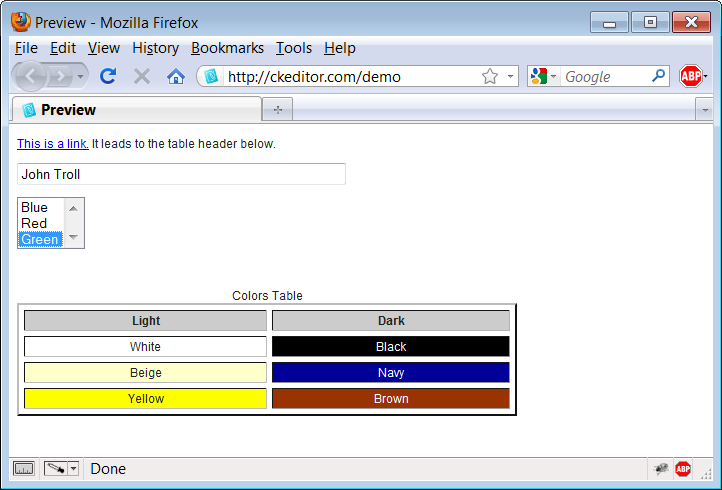 Preview - Mozilla Firefox
File Edit View History Bookmarks Tools Help
http://ckeditor.com/demo Google ABP
Preview
This is a link. It leads to the table header below.
John Troll
Blue
Red
Green
Colors Table
Light Dark
White Black
Beige Navy
Yellow Brown
Done ABP